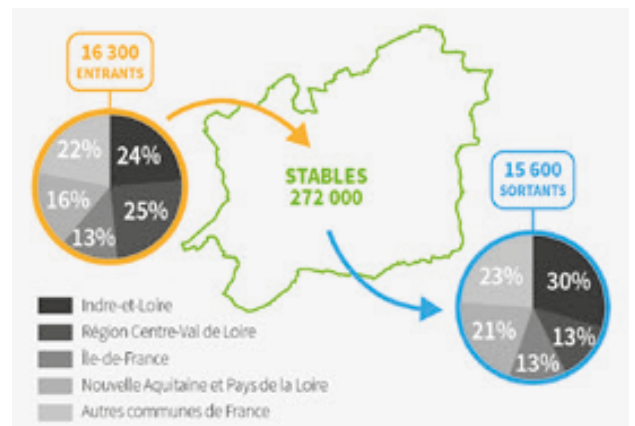 16 300
ENTRANTS
22%
24%
16%
25%
13%
STABLES
272 000
15 600
SORTANTS
23%
30%
21%
13%
13%
Indre-et-Loire
Région Centre-Val de Loire
Île-de-France
Nouvelle Aquitaine et Pays de la Loire
Autres communes de France